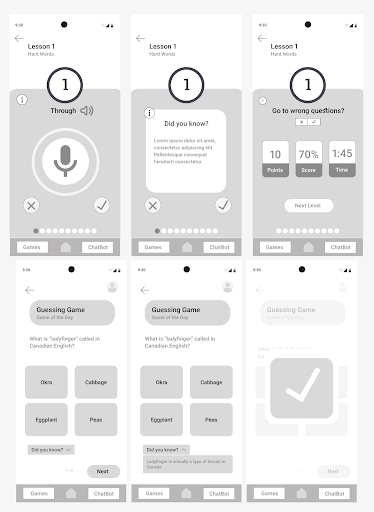 9:30
Lesson 1
Hard Words
1
i
Through
Games
ChatBot
9:30
Lesson 1
Hard Words
1
i
Did you know?
Lorem ipsum dolor sit amet,
consectetur adipiscing elit.
Pellentesque consequat
hendrerit consectetur.
Games
ChatBot
9:30
Lesson 1
Hard Words
1
i
Go to wrong questions?
10
Points
70%
Score
1:45
Time
Next Level
Games
ChatBot
9:30
Guessing Game
Game of the Day
What is "ladyfinger" called in
Canadian English?
Okra
Cabbage
Eggplant
Peas
Did you know?
Next
Games
ChatBot
9:30
Guessing Game
Game of the Day
What is "ladyfinger" called in
Canadian English?
Okra
Cabbage
Eggplant
Peas
Did you know?
Ladyfinger is actually a type of biscuit in
Canada.
Next
Games
ChatBot
9:30
Guessing Game
Game of the Day
Next
Games
ChatBot